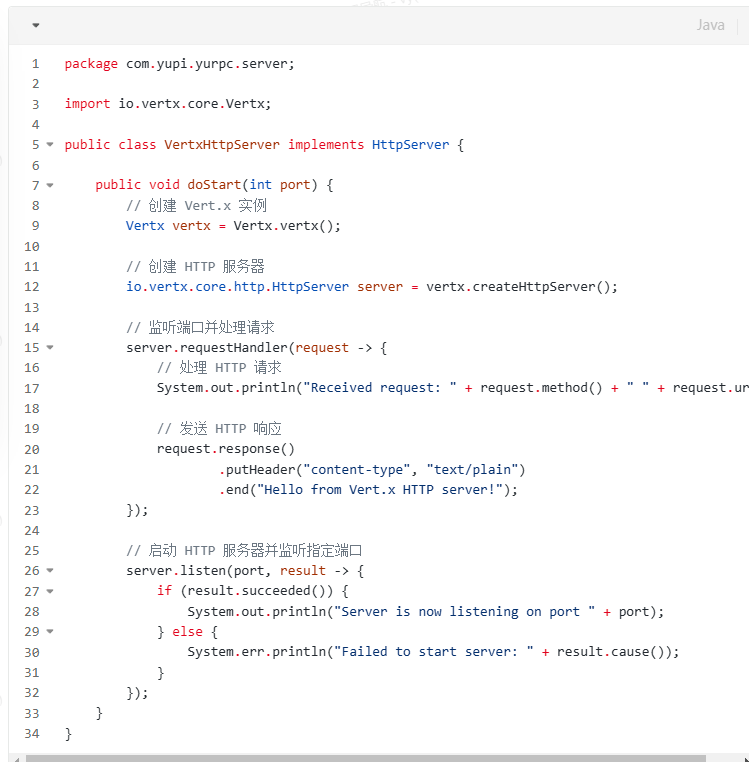 Java
1 package com.yupi.yurpc.server;
2
3 import io.vertx.core.Vertx;
4
5 public class VertxHttpServer implements HttpServer {
6
7     public void doStart(int port) {
8         // 创建 Vert.x 实例
9         Vertx vertx = Vertx.vertx();
10
11         // 创建 HTTP 服务器
12         io.vertx.core.http.HttpServer server = vertx.createHttpServer();
13
14         // 监听端口并处理请求
15         server.requestHandler(request -> {
16             // 处理 HTTP 请求
17             System.out.println("Received request: " + request.method() + " " + request.ur
18
19             // 发送 HTTP 响应
20             request.response()
21                     .putHeader("content-type", "text/plain")
22                     .end("Hello from Vert.x HTTP server!");
23         });
24
25         // 启动 HTTP 服务器并监听指定端口
26         server.listen(port, result -> {
27             if (result.succeeded()) {
28                 System.out.println("Server is now listening on port " + port);
29             } else {
30                 System.err.println("Failed to start server: " + result.cause());
31             }
32         });
33     }
34 }